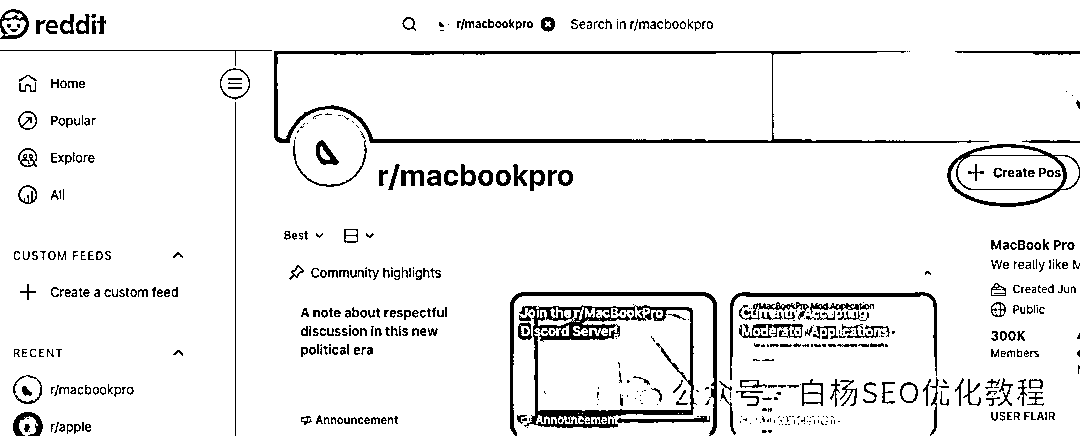 reddit
r/macbookpro
Search in r/macbookpro
Home
Popular
Explore
All
CUSTOM FEEDS
Create a custom feed
RECENT
r/macbookpro
r/apple
r/macbookpro
Create Pos
Best
Community highlights
A note about respectful
discussion in this new
political era
Announcement
Join the r/MacBookPro
Discord Server!
Announcement
r/MacBookPro Mod Application
Currently Accepting
Moderator Applications
MacBook Pro
We really like M
Created Jun
Public
300K
Members
USER FLAIR
公众号 白杨SEO优化教程